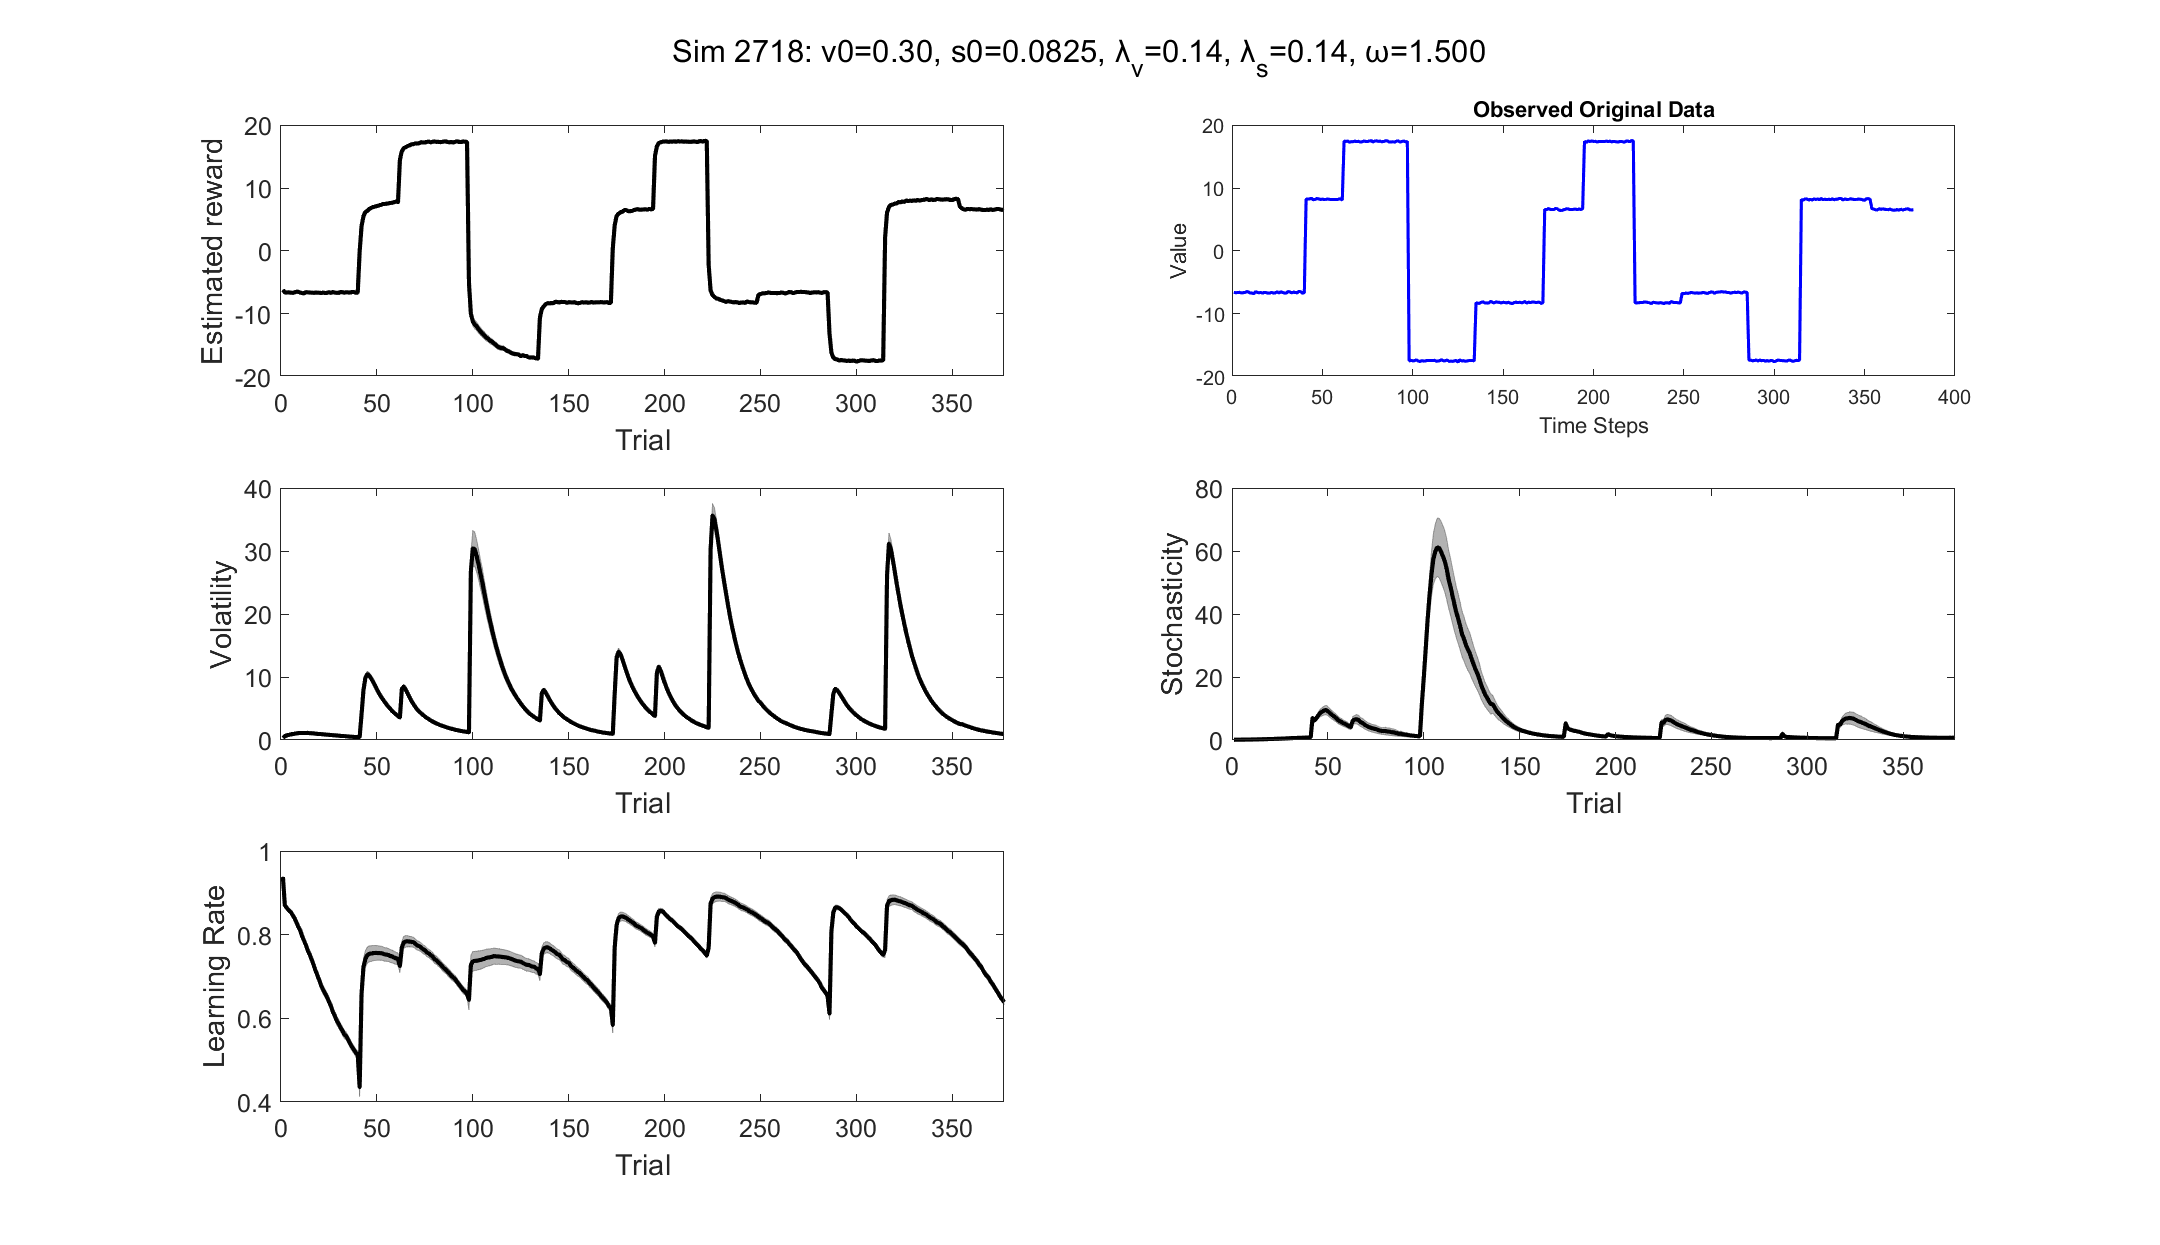 Sim 2718: v0=0.30, s0=0.0825, λ_v=0.14, λ_s=0.14, ω=1.500
Estimated reward
20
10
0
-10
-20
0 50 100 150 200 250 300 350
Trial
Observed Original Data
Value
20
10
0
-10
-20
0 50 100 150 200 250 300 350 400
Time Steps
Volatility
40
30
20
10
0
0 50 100 150 200 250 300 350
Trial
Stochasticity
80
60
40
20
0
0 50 100 150 200 250 300 350
Trial
Learning Rate
1
0.8
0.6
0.4
0 50 100 150 200 250 300 350
Trial